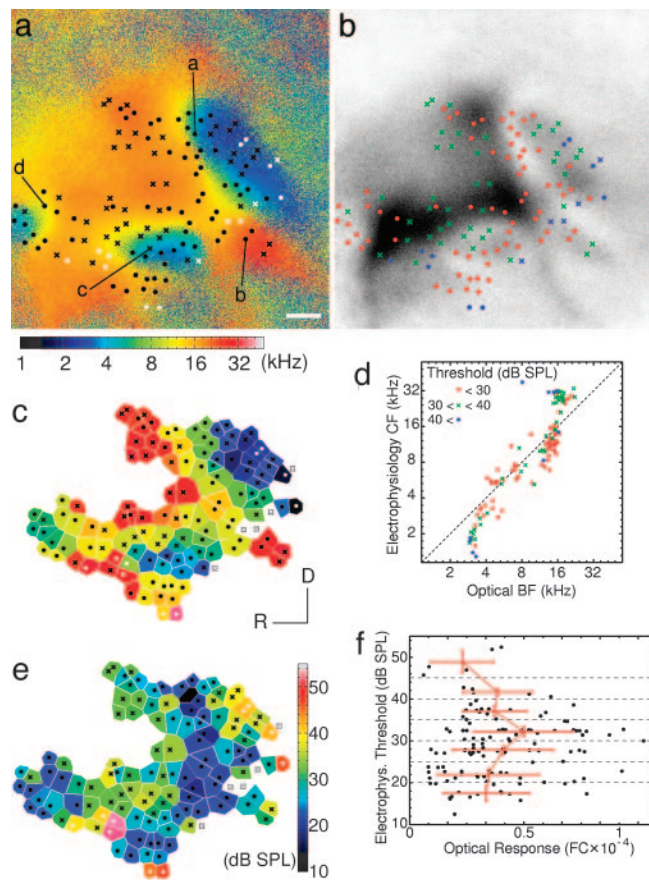 a
b
a
d
c
b
1 2 4 8 16 32 (kHz)
c
D
R
d
Threshold (dB SPL)
< 30
30 < < 40
40 <
Electrophysiology CF (kHz)
32
16
8
4
2
2 4 8 16 32
Optical BF (kHz)
e
50
40
30
20
10
(dB SPL)
f
Electrophys. Threshold (dB SPL)
50
40
30
20
10
0 0.5 1
Optical Response (FC×10⁻⁴)